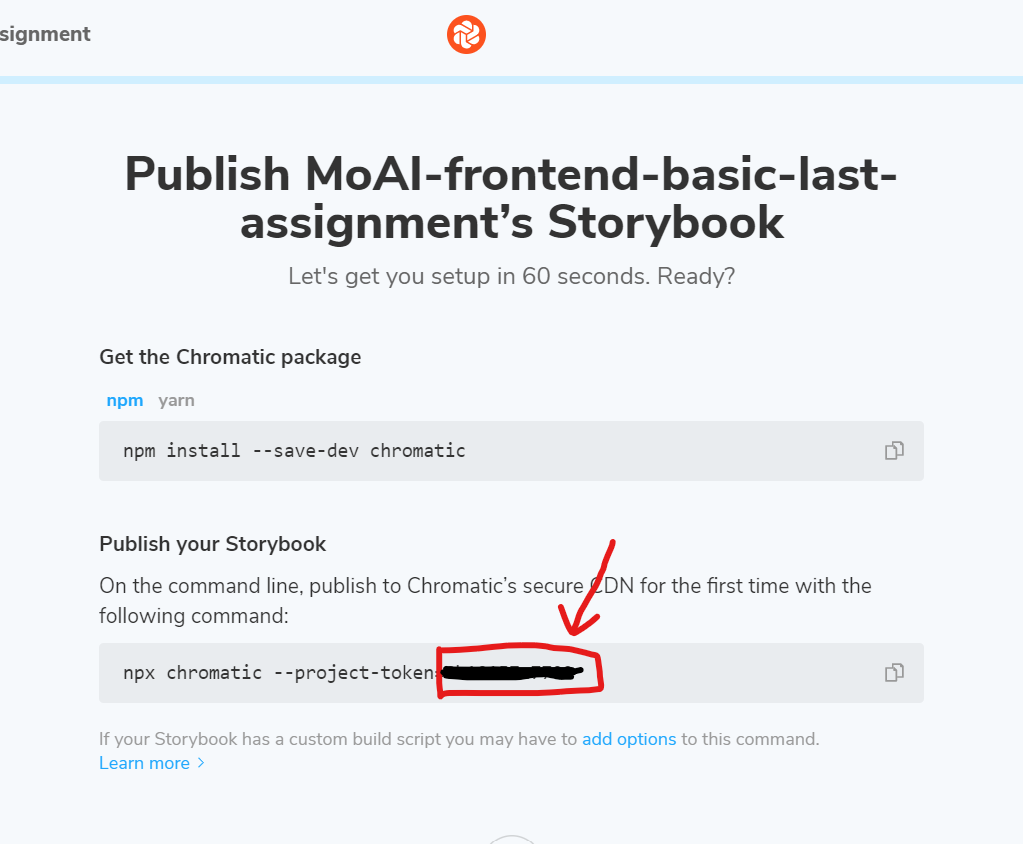 signment
Publish MoAI-frontend-basic-last-
assignment’s Storybook
Let's get you setup in 60 seconds. Ready?
Get the Chromatic package
npm yarn
npm install --save-dev chromatic
Publish your Storybook
On the command line, publish to Chromatic’s secure CDN for the first time with the
following command:
npx chromatic --project-token=
If your Storybook has a custom build script you may have to add options to this command.
Learn more